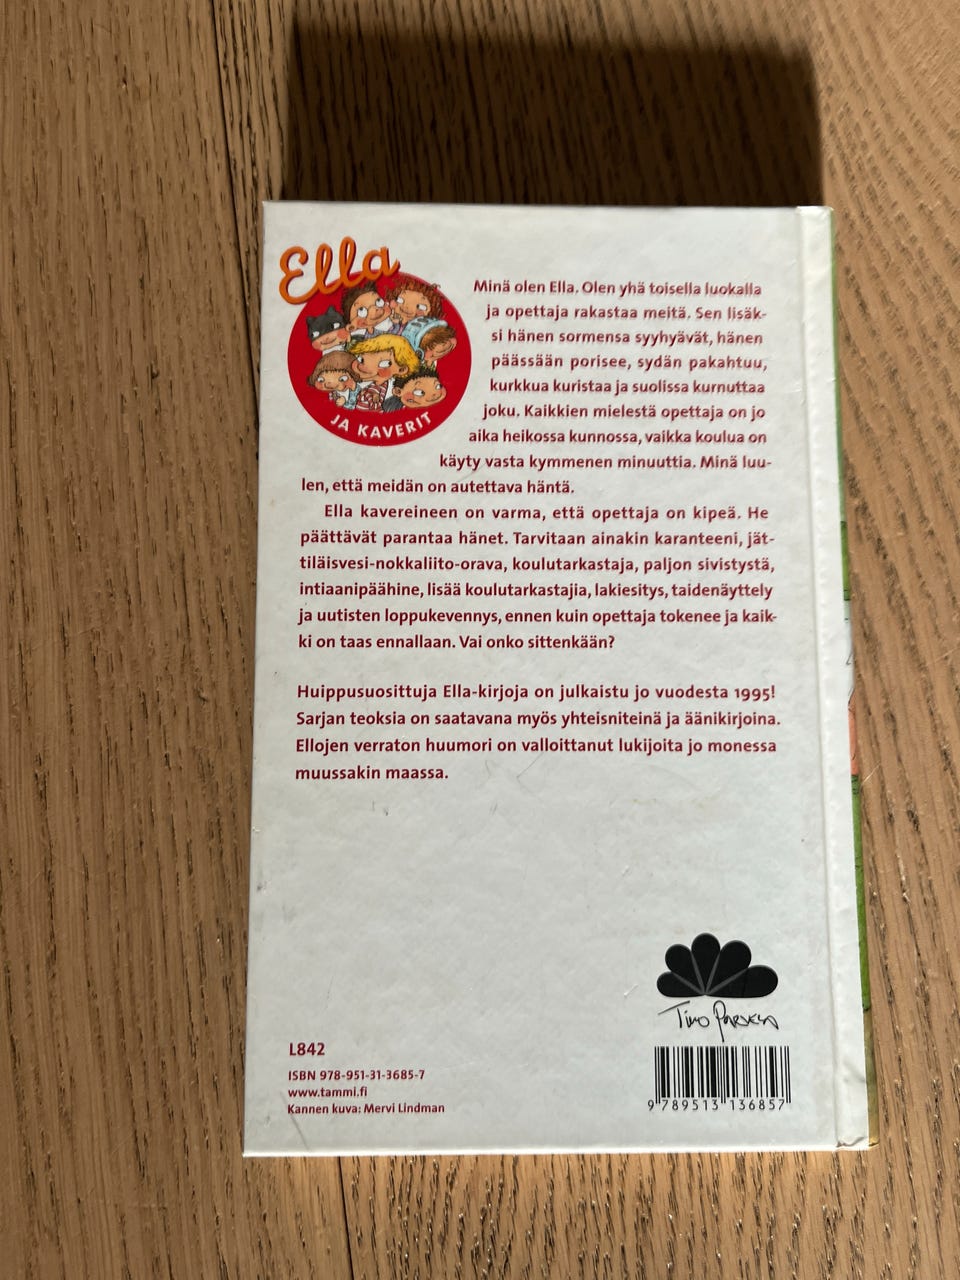 Ella
JA KAVERIT
Minä olen Ella. Olen yhä toisella luokalla
ja opettaja rakastaa meitä. Sen lisäk-
si hänen sormensa syyhyävät, hänen
päässään porisee, sydän pakahtuu,
kurkkua kuristaa ja suolissa kurnuttaa
joku. Kaikkien mielestä opettaja on jo
aika heikossa kunnossa, vaikka koulua on
käyty vasta kymmenen minuuttia. Minä luu-
len, että meidän on autettava häntä.
Ella kavereineen on varma, että opettaja on kipeä. He
päättävät parantaa hänet. Tarvitaan ainakin karanteeni, jät-
tiläisvesi-nokkaliito-orava, koulutarkastaja, paljon sivistystä,
intiaanipäähine, lisää koulutarkastajia, lakiesitys, taidenäyttely
ja uutisten loppukevennys, ennen kuin opettaja tokenee ja kaik-
ki on taas ennallaan. Vai onko sittenkään?
Huippusuosittuja Ella-kirjoja on julkaistu jo vuodesta 1995!
Sarjan teoksia on saatavana myös yhteisniteinä ja äänikirjoina.
Ellojen verraton huumori on valloittanut lukijoita jo monessa
muussakin maassa.
Timo Parvela
L842
ISBN 978-951-31-3685-7
www.tammi.fi
Kannen kuva: Mervi Lindman
9 789513 136857